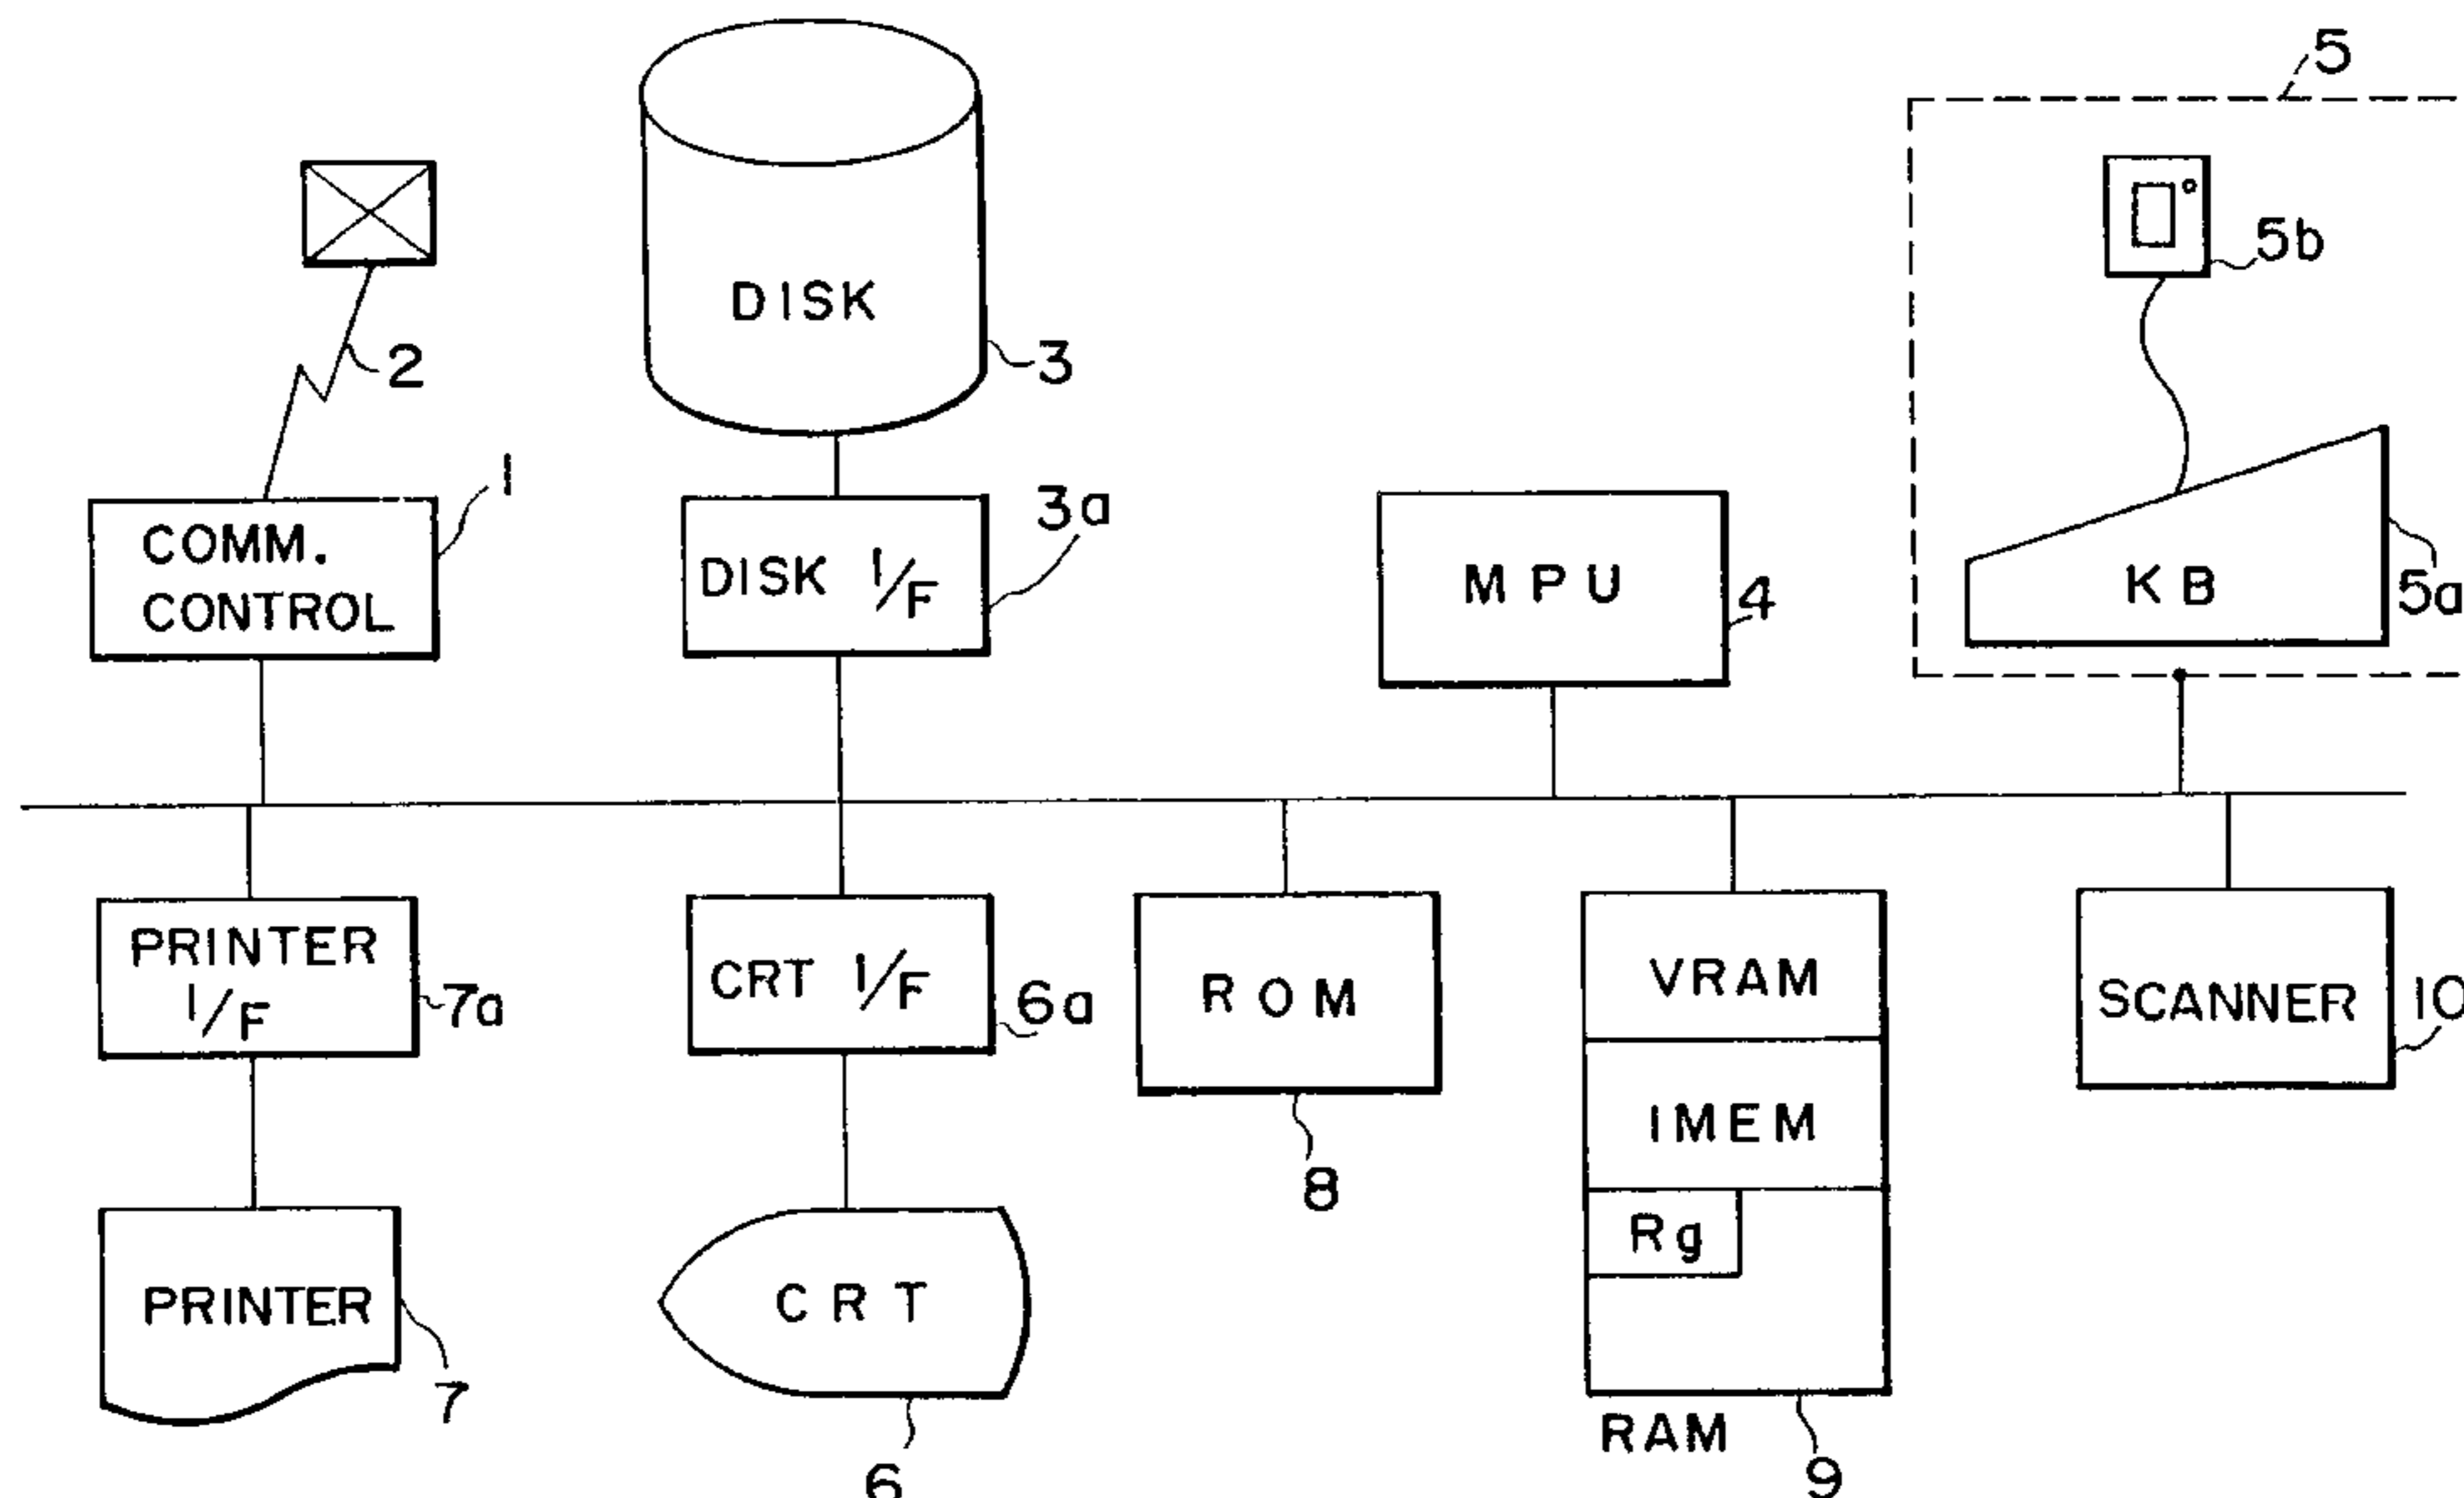 5
5b
DISK
2
3
1
3a
COMM.
CONTROL
DISK I/F
MPU
4
KB
5a
PRINTER
I/F
7a
CRT I/F
6a
ROM
VRAM
SCANNER
10
IMEM
8
Rg
PRINTER
CRT
7
RAM
6
9